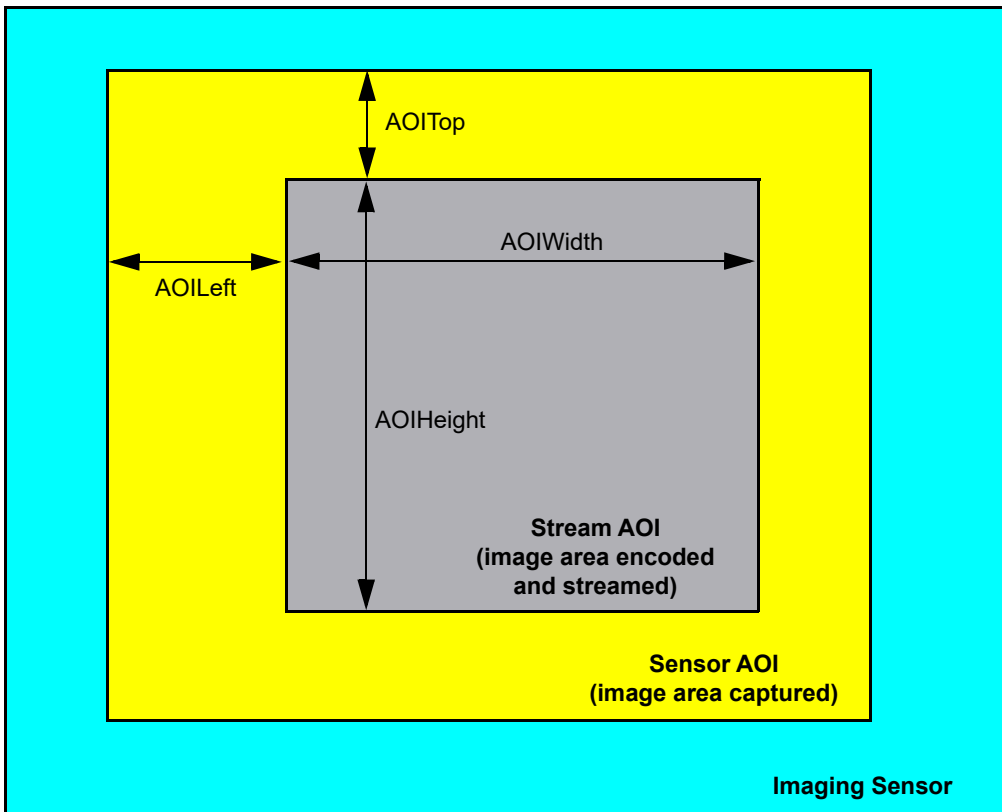 AOITop
AOIWidth
AOILeft
AOIHeight
Stream AOI
(image area encoded
and streamed)
Sensor AOI
(image area captured)
Imaging Sensor